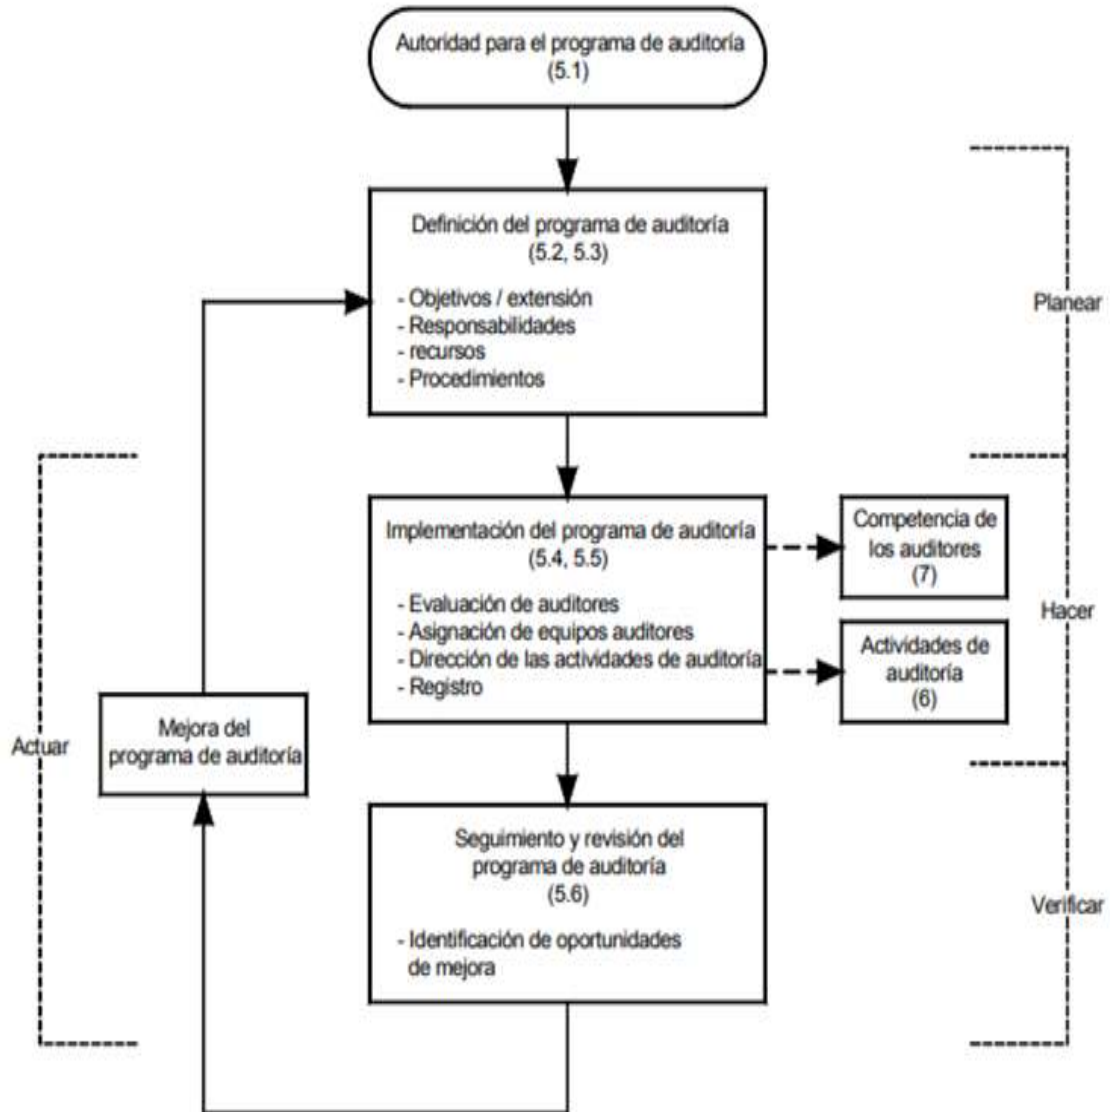 Autoridad para el programa de auditoría
(5.1)
Definición del programa de auditoría
(5.2, 5.3)
- Objetivos / extensión
- Responsabilidades
- recursos
- Procedimientos
Planear
Implementación del programa de auditoría
(5.4, 5.5)
- Evaluación de auditores
- Asignación de equipos auditores
- Dirección de las actividades de auditoría
- Registro
Competencia de
los auditores
(7)
Actividades de
auditoría
(6)
Hacer
Seguimiento y revisión del
programa de auditoría
(5.6)
- Identificación de oportunidades
de mejora
Verificar
Mejora del
programa de auditoría
Actuar